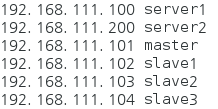 192. 168. 111. 100 server1
192. 168. 111. 200 server2
192. 168. 111. 101 master
192. 168. 111. 102 slave1
192. 168. 111. 103 slave2
192. 168. 111. 104 slave3